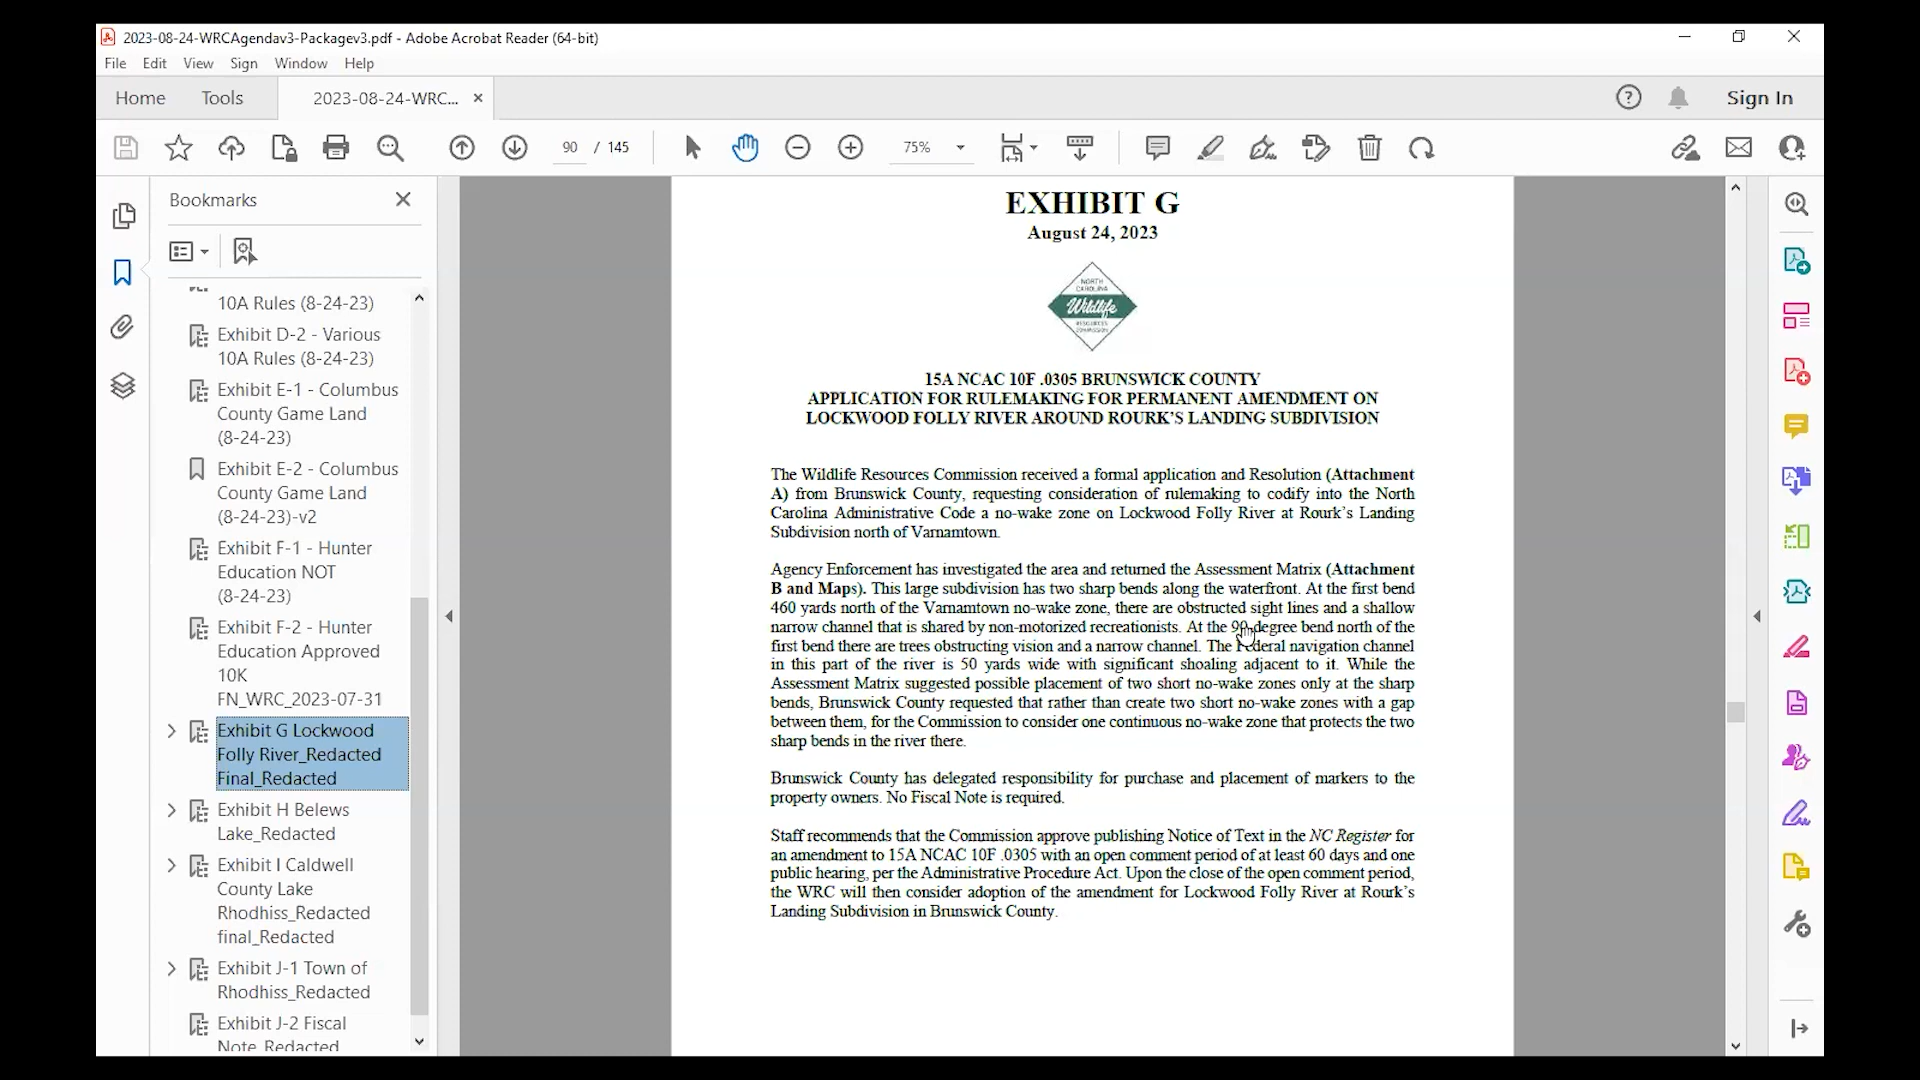 2023-08-24-WRCAgendav3-Packagev3.pdf - Adobe Acrobat Reader (64-bit)
File Edit View Sign Window Help
Home Tools 2023-08-24-WRC... Sign In
90 / 145 75%
Bookmarks
10A Rules (8-24-23)
Exhibit D-2 - Various
10A Rules (8-24-23)
Exhibit E-1 - Columbus
County Game Land
(8-24-23)
Exhibit E-2 - Columbus
County Game Land
(8-24-23)-v2
Exhibit F-1 - Hunter
Education NOT
(8-24-23)
Exhibit F-2 - Hunter
Education Approved
10K
FN_WRC_2023-07-31
Exhibit G Lockwood
Folly River_Redacted
Final_Redacted
Exhibit H Belews
Lake_Redacted
Exhibit I Caldwell
County Lake
Rhodhiss_Redacted
final_Redacted
Exhibit J-1 Town of
Rhodhiss_Redacted
Exhibit J-2 Fiscal
Note_Redacted
EXHIBIT G
August 24, 2023
NORTH
CAROLINA
Wildlife
RESOURCES
COMMISSION
15A NCAC 10F .0305 BRUNSWICK COUNTY
APPLICATION FOR RULEMAKING FOR PERMANENT AMENDMENT ON
LOCKWOOD FOLLY RIVER AROUND ROURK'S LANDING SUBDIVISION
The Wildlife Resources Commission received a formal application and Resolution (Attachment
A) from Brunswick County, requesting consideration of rulemaking to codify into the North
Carolina Administrative Code a no-wake zone on Lockwood Folly River at Rourk's Landing
Subdivision north of Varnamtown.
Agency Enforcement has investigated the area and returned the Assessment Matrix (Attachment
B and Maps). This large subdivision has two sharp bends along the waterfront. At the first bend
460 yards north of the Varnamtown no-wake zone, there are obstructed sight lines and a shallow
narrow channel that is shared by non-motorized recreationists. At the 90-degree bend north of the
first bend there are trees obstructing vision and a narrow channel. The Federal navigation channel
in this part of the river is 50 yards wide with significant shoaling adjacent to it. While the
Assessment Matrix suggested possible placement of two short no-wake zones only at the sharp
bends, Brunswick County requested that rather than create two short no-wake zones with a gap
between them, for the Commission to consider one continuous no-wake zone that protects the two
sharp bends in the river there.
Brunswick County has delegated responsibility for purchase and placement of markers to the
property owners. No Fiscal Note is required.
Staff recommends that the Commission approve publishing Notice of Text in the NC Register for
an amendment to 15A NCAC 10F .0305 with an open comment period of at least 60 days and one
public hearing, per the Administrative Procedure Act. Upon the close of the open comment period,
the WRC will then consider adoption of the amendment for Lockwood Folly River at Rourk's
Landing Subdivision in Brunswick County.